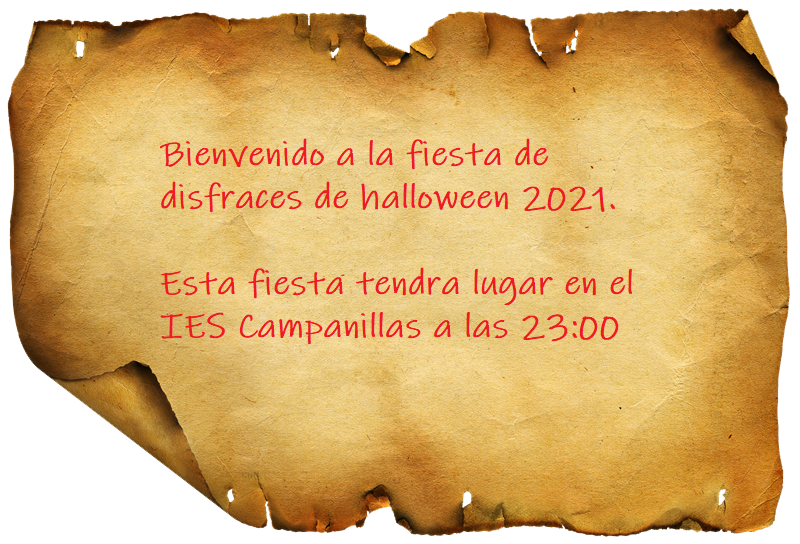 Bienvenido a la fiesta de
disfraces de halloween 2021.
Esta fiesta tendra lugar en el
IES Campanillas a las 23:00